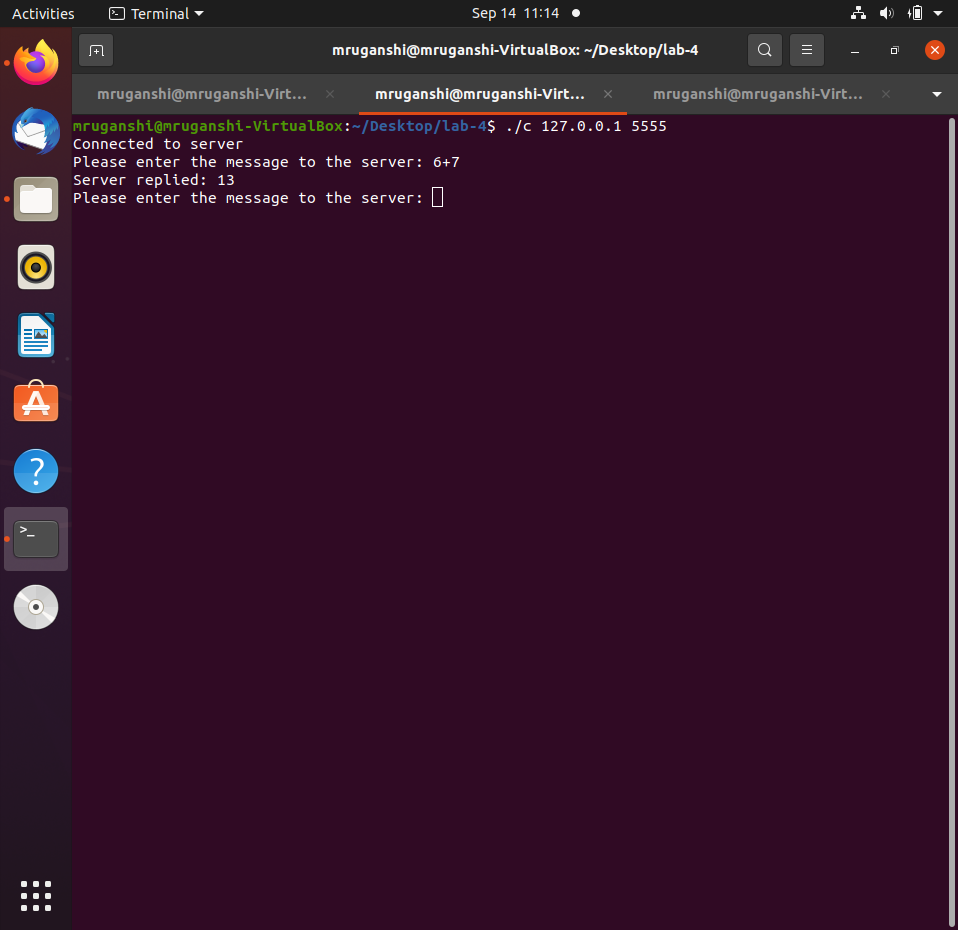 Activities Terminal Sep 14 11:14
mruganshi@mruganshi-VirtualBox: ~/Desktop/lab-4
mruganshi@mruganshi-Virt... mruganshi@mruganshi-Virt... mruganshi@mruganshi-Virt...
mruganshi@mruganshi-VirtualBox:~/Desktop/lab-4$ ./c 127.0.0.1 5555
Connected to server
Please enter the message to the server: 6+7
Server replied: 13
Please enter the message to the server: